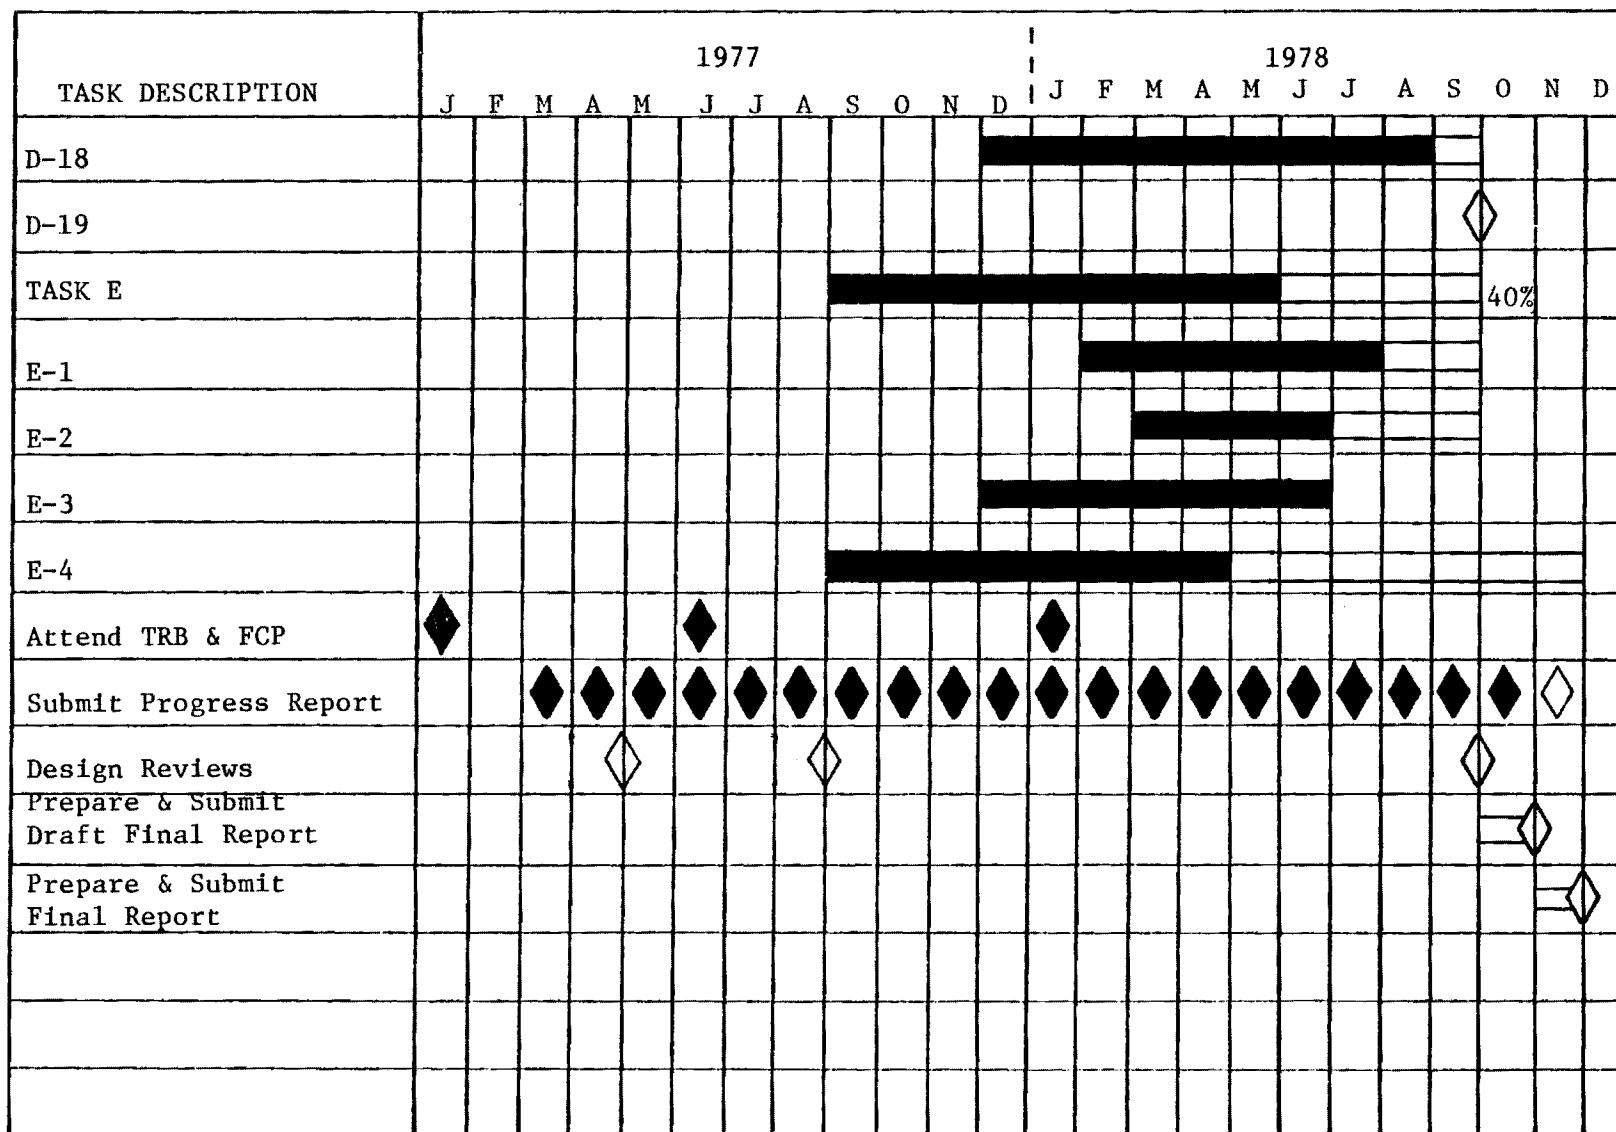 1977 1978
TASK DESCRIPTION J F M A M J J A S O N D J F M A M J J A S O N D
D-18
D-19
TASK E 40%
E-1
E-2
E-3
E-4
Attend TRB & FCP
Submit Progress Report
Design Reviews
Prepare & Submit
Draft Final Report
Prepare & Submit
Final Report